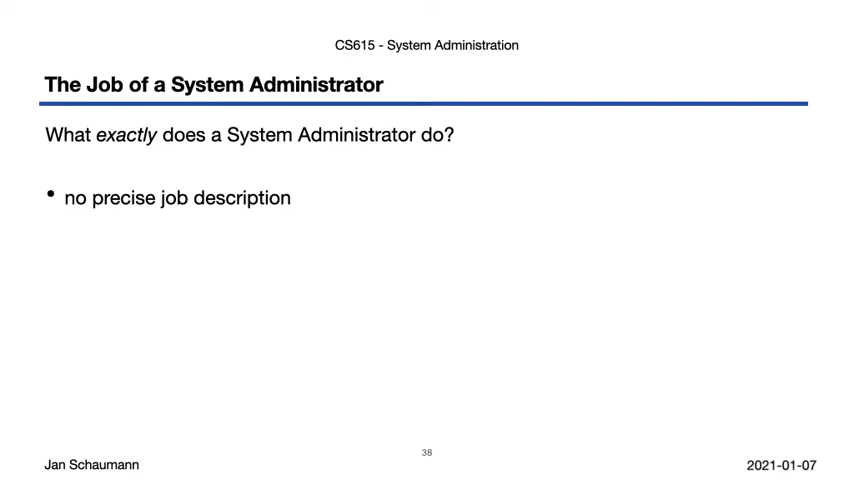 CS615 - System Administration
The Job of a System Administrator
What exactly does a System Administrator do?
• no precise job description
38
Jan Schaumann
2021-01-07